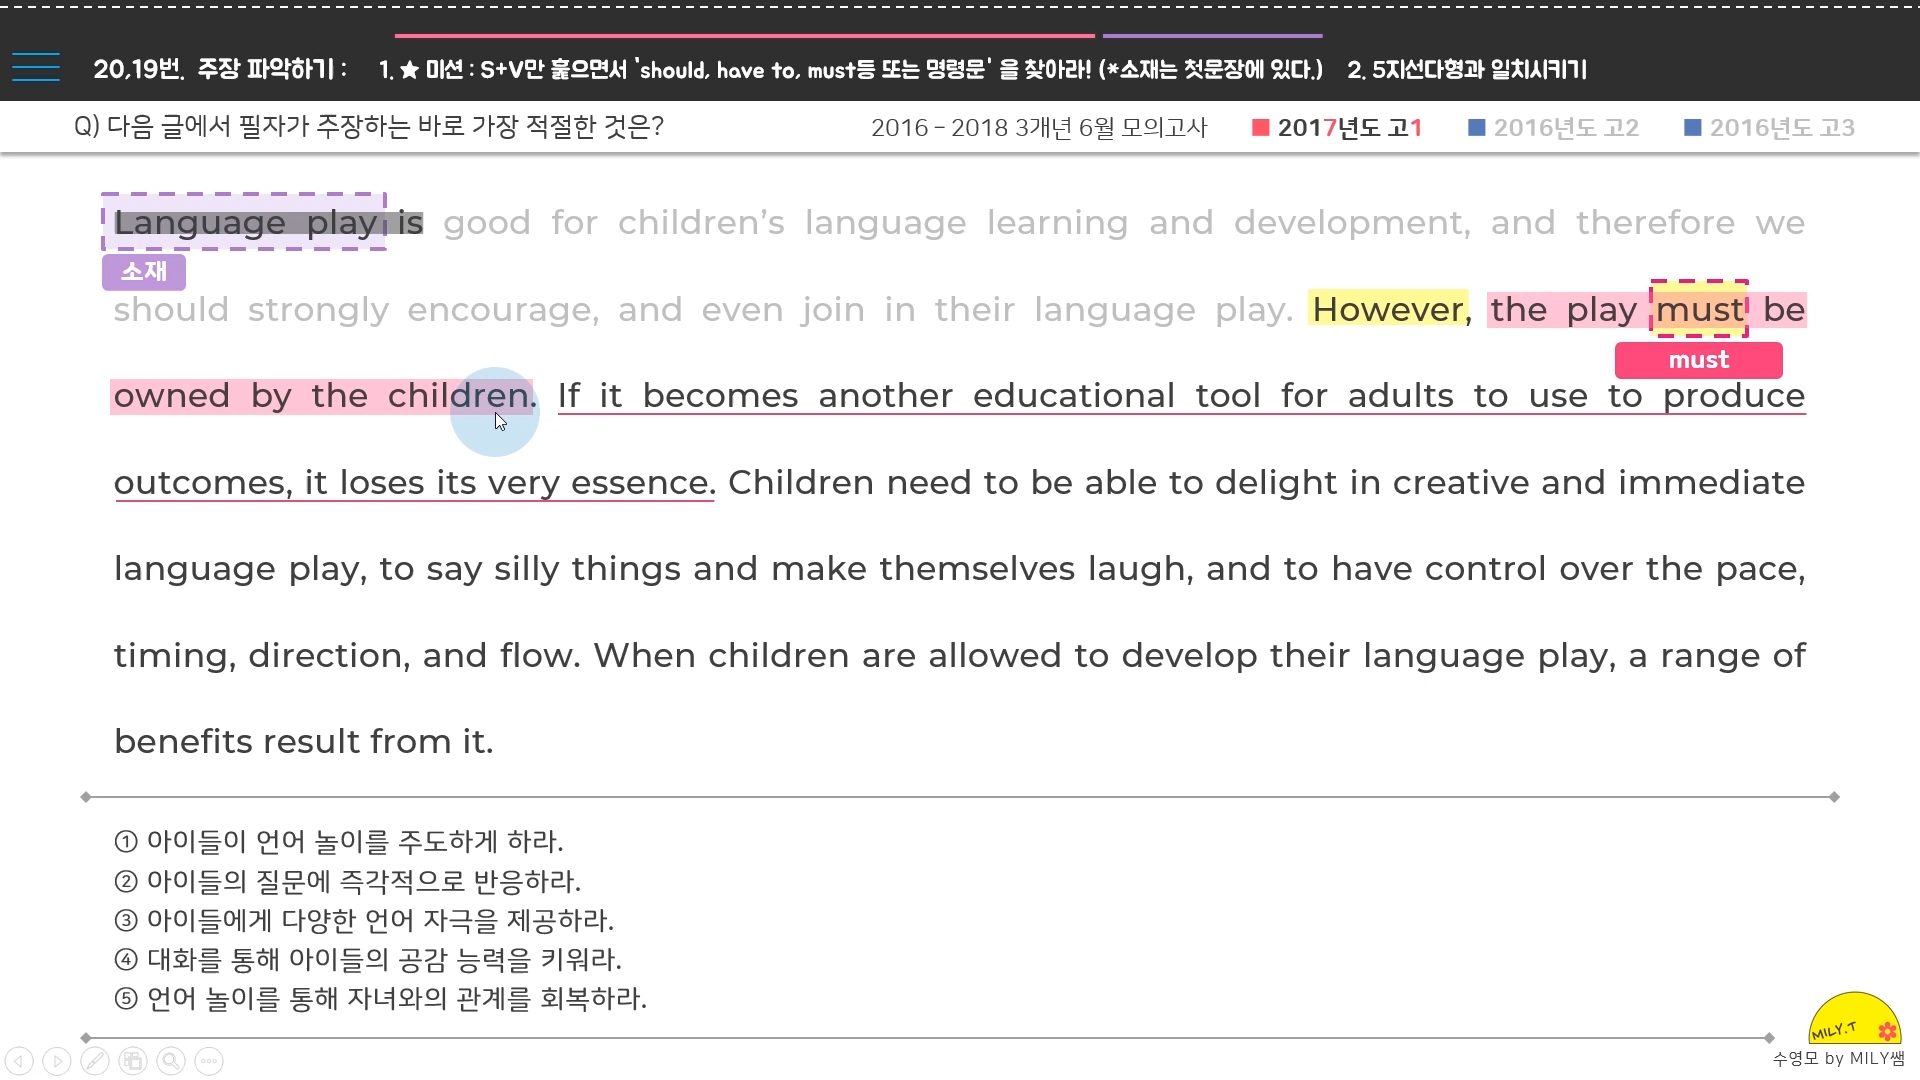 20,19번. 주장 파악하기 : 1. ★ 미션 : S+V만 훑으면서 'should, have to, must등 또는 명령문' 을 찾아라! (*소재는 첫문장에 있다.) 2. 5지선다형과 일치시키기
Q) 다음 글에서 필자가 주장하는 바로 가장 적절한 것은? 2016 – 2018 3개년 6월 모의고사 ■ 2017년도 고1 ■ 2016년도 고2 ■ 2016년도 고3
Language play is good for children's language learning and development, and therefore we
소재
should strongly encourage, and even join in their language play. However, the play must be
must
owned by the children. If it becomes another educational tool for adults to use to produce
outcomes, it loses its very essence. Children need to be able to delight in creative and immediate
language play, to say silly things and make themselves laugh, and to have control over the pace,
timing, direction, and flow. When children are allowed to develop their language play, a range of
benefits result from it.
① 아이들이 언어 놀이를 주도하게 하라.
② 아이들의 질문에 즉각적으로 반응하라.
③ 아이들에게 다양한 언어 자극을 제공하라.
④ 대화를 통해 아이들의 공감 능력을 키워라.
⑤ 언어 놀이를 통해 자녀와의 관계를 회복하라.
MILY.T
수영모 by MILY쌤